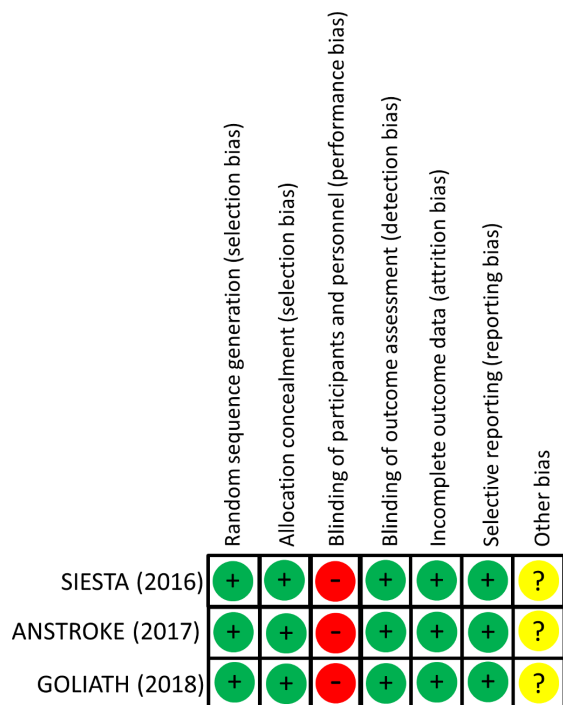 Random sequence generation (selection bias)
Allocation concealment (selection bias)
Blinding of participants and personnel (performance bias)
Blinding of outcome assessment (detection bias)
Incomplete outcome data (attrition bias)
Selective reporting (reporting bias)
Other bias
SIESTA (2016) + + - + + + ?
ANSTROKE (2017) + + - + + + ?
GOLIATH (2018) + + - + + + ?